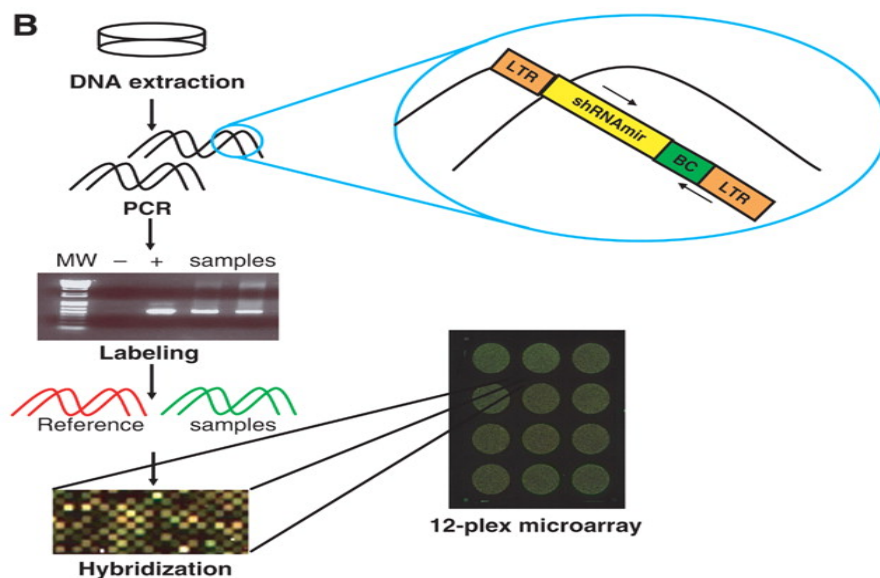 B
DNA extraction
LTR
shRNAmir
BC
LTR
PCR
MW − + samples
Labeling
Reference samples
12-plex microarray
Hybridization